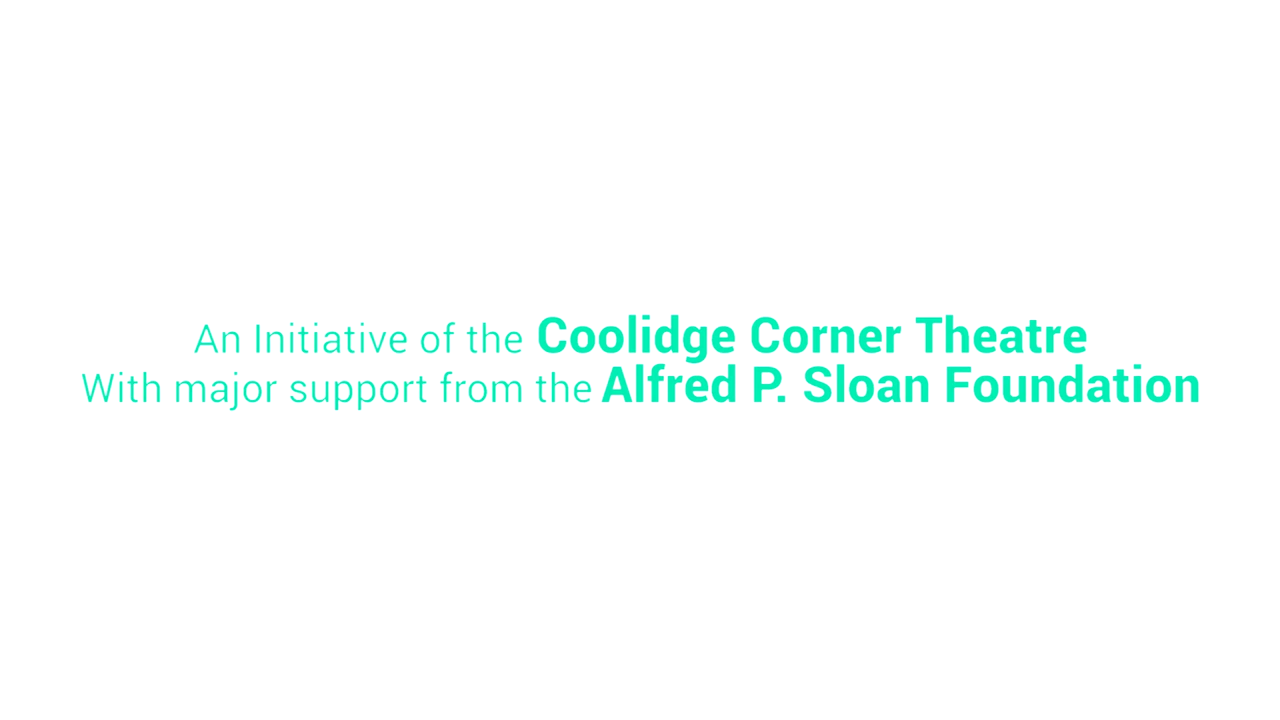 An Initiative of the Coolidge Corner Theatre
With major support from the Alfred P. Sloan Foundation